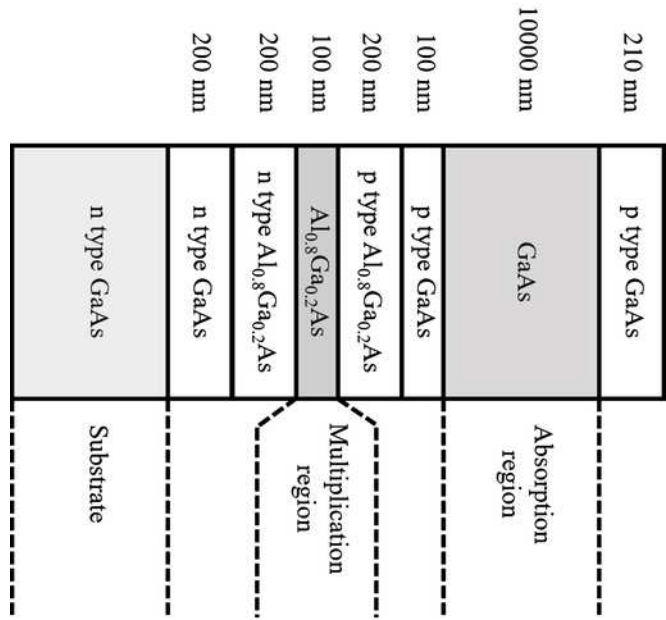 210 nm
p type GaAs
10000 nm
GaAs
Absorption
region
100 nm
p type GaAs
200 nm
p type Al₀.₈Ga₀.₂As
100 nm
Al₀.₈Ga₀.₂As
Multiplication
region
200 nm
n type Al₀.₈Ga₀.₂As
200 nm
n type GaAs
n type GaAs
Substrate